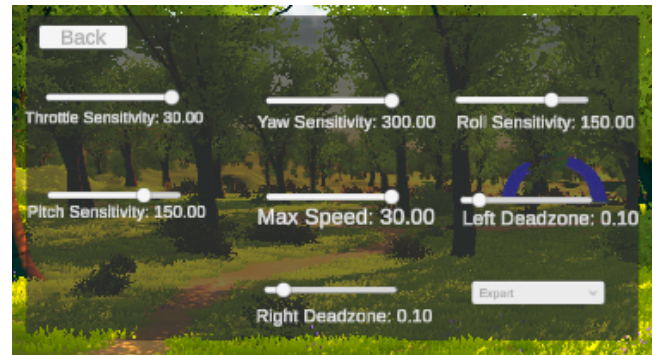 Back
Throttle Sensitivity: 30.00
Yaw Sensitivity: 300.00
Roll Sensitivity: 150.00
Pitch Sensitivity: 150.00
Max Speed: 30.00
Left Deadzone: 0.10
Right Deadzone: 0.10
Expert